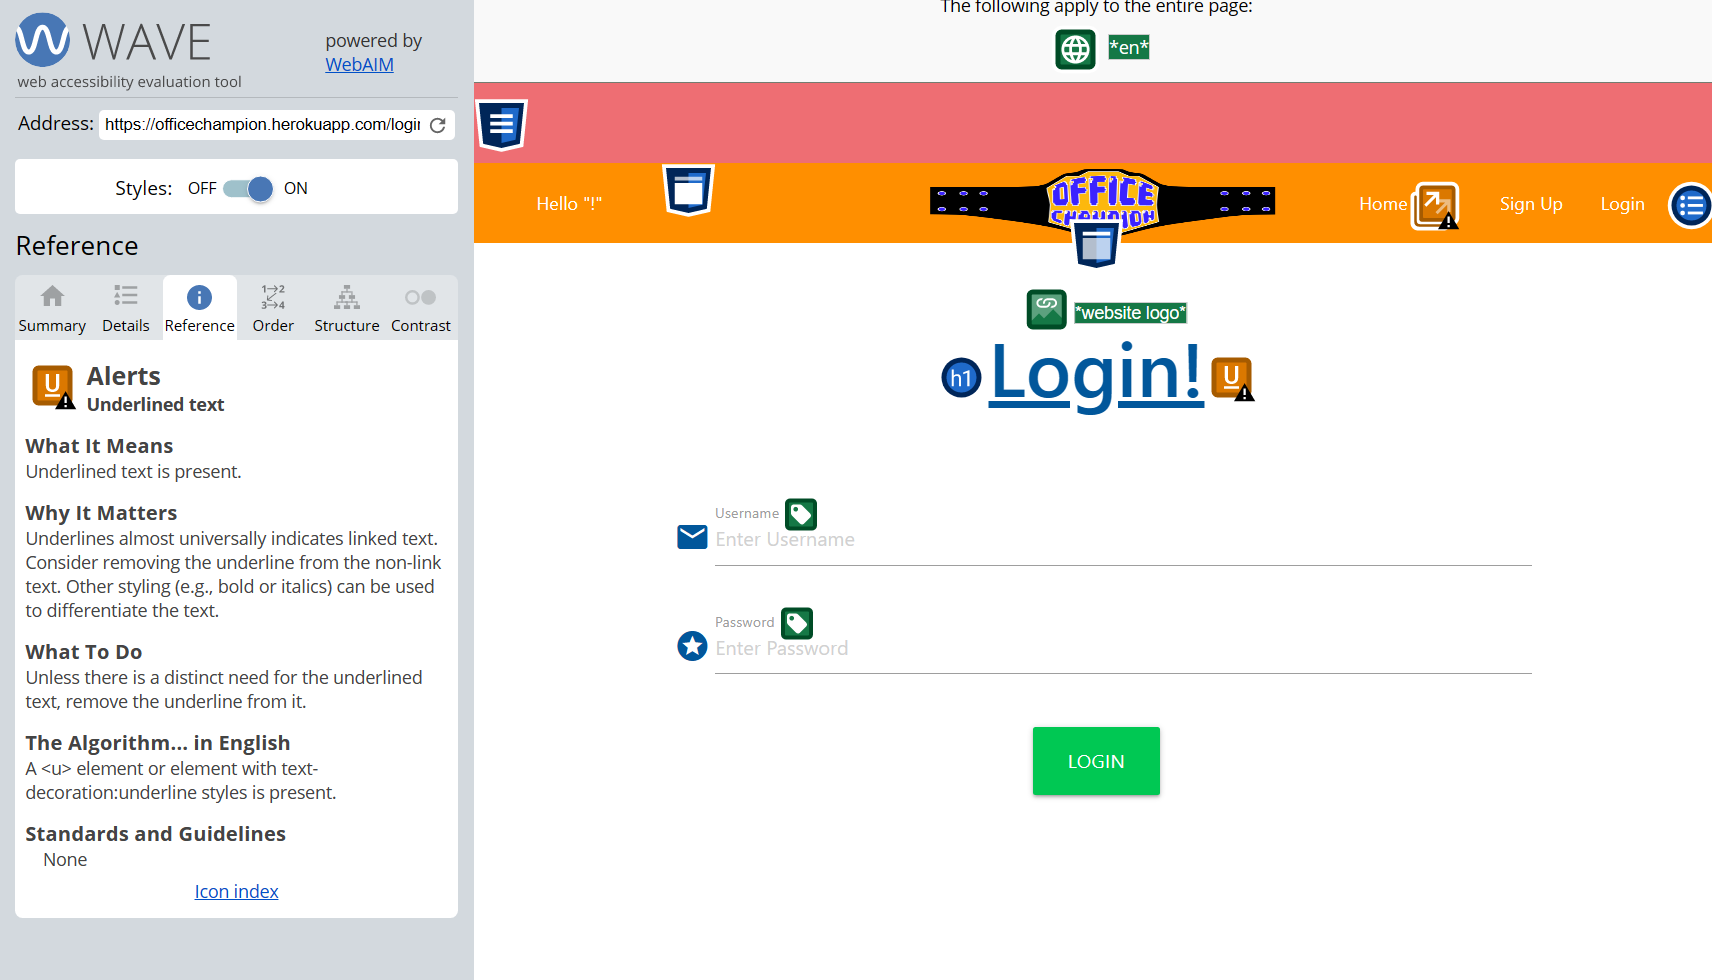 WAVE
powered by
WebAIM
web accessibility evaluation tool
Address: https://officechampion.herokuapp.com/login
Styles: OFF ON
Reference
Summary Details Reference Order Structure Contrast
1→2
3→4
U
Alerts
Underlined text
What It Means
Underlined text is present.
Why It Matters
Underlines almost universally indicates linked text.
Consider removing the underline from the non-link
text. Other styling (e.g., bold or italics) can be used
to differentiate the text.
What To Do
Unless there is a distinct need for the underlined
text, remove the underline from it.
The Algorithm... in English
A <u> element or element with text-
decoration:underline styles is present.
Standards and Guidelines
None
Icon index
The following apply to the entire page:
*en*
Hello "!"
OFFICE
CHAMPION
Home
Sign Up
Login
*website logo*
h1 Login! U
Username
Enter Username
Password
Enter Password
LOGIN